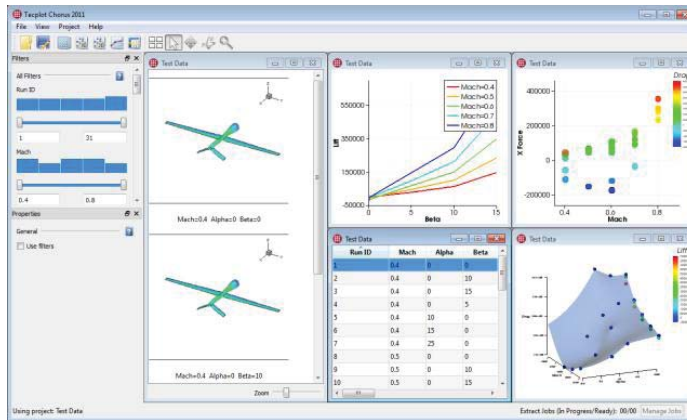 Tecplot Chorus 2011
File View Project Help
Filters
All Filters
Run ID
1 31
Mach
0.4 0.8
Properties
General
Use filters
Test Data
Mach=0.4 Alpha=0 Beta=0
Mach=0.4 Alpha=0 Beta=10
Zoom
Test Data
Mach=0.4
Mach=0.5
Mach=0.6
Mach=0.7
Mach=0.8
550000
350000
150000
-50000
Lift
0 5 10 15
Beta
Test Data
Drag
400000
200000
0
-200000
X Force
0.4 0.5 0.6 0.7 0.8
Mach
Test Data
Run ID Mach Alpha Beta
1 0.4 0 0
2 0.4 0 10
3 0.4 0 15
4 0.4 0 5
5 0.4 10 0
6 0.4 15 0
7 0.4 25 0
8 0.5 0 0
9 0.5 0 10
10 0.5 0 15
Test Data
Lift
Using project: Test Data
Extract Jobs (In Progress/Ready): 00/00 Manage Jobs